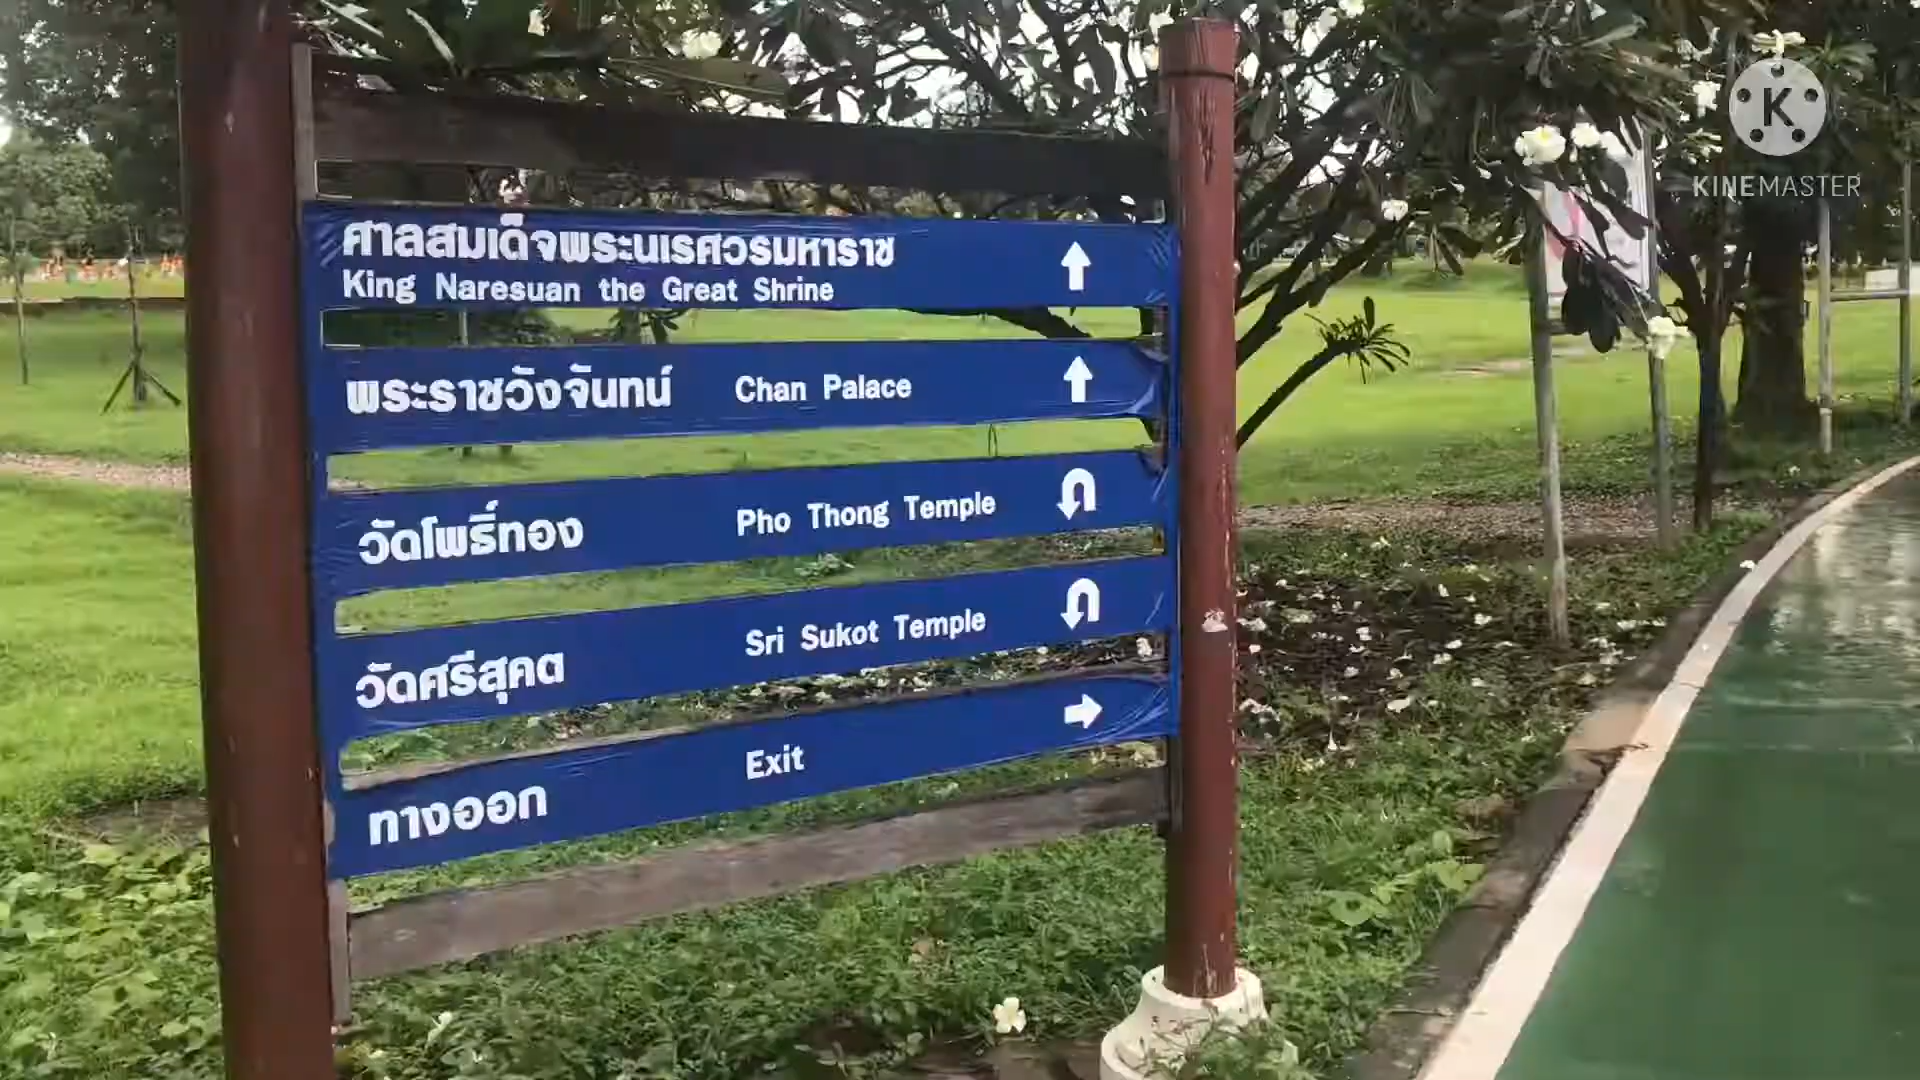 ศาลสมเด็จพระนเรศวรมหาราช
King Naresuan the Great Shrine
พระราชวังจันทน์ Chan Palace
วัดโพธิ์ทอง Pho Thong Temple
วัดศรีสุคต Sri Sukot Temple
ทางออก Exit
K
KINEMASTER